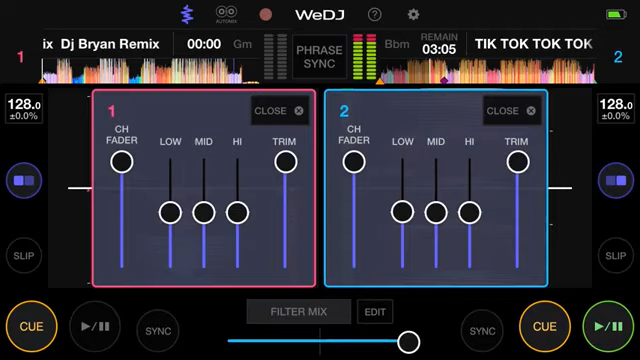 AUTOMIX
WeDJ
?
ix Dj Bryan Remix
00:00
Gm
PHRASE
SYNC
Bbm
REMAIN
03:05
TIK TOK TOK TOK
1
2
128.0
±0.0%
1
CLOSE
CH
FADER
LOW
MID
HI
TRIM
2
CLOSE
CH
FADER
LOW
MID
HI
TRIM
128.0
±0.0%
SLIP
SLIP
CUE
SYNC
FILTER MIX
EDIT
SYNC
CUE